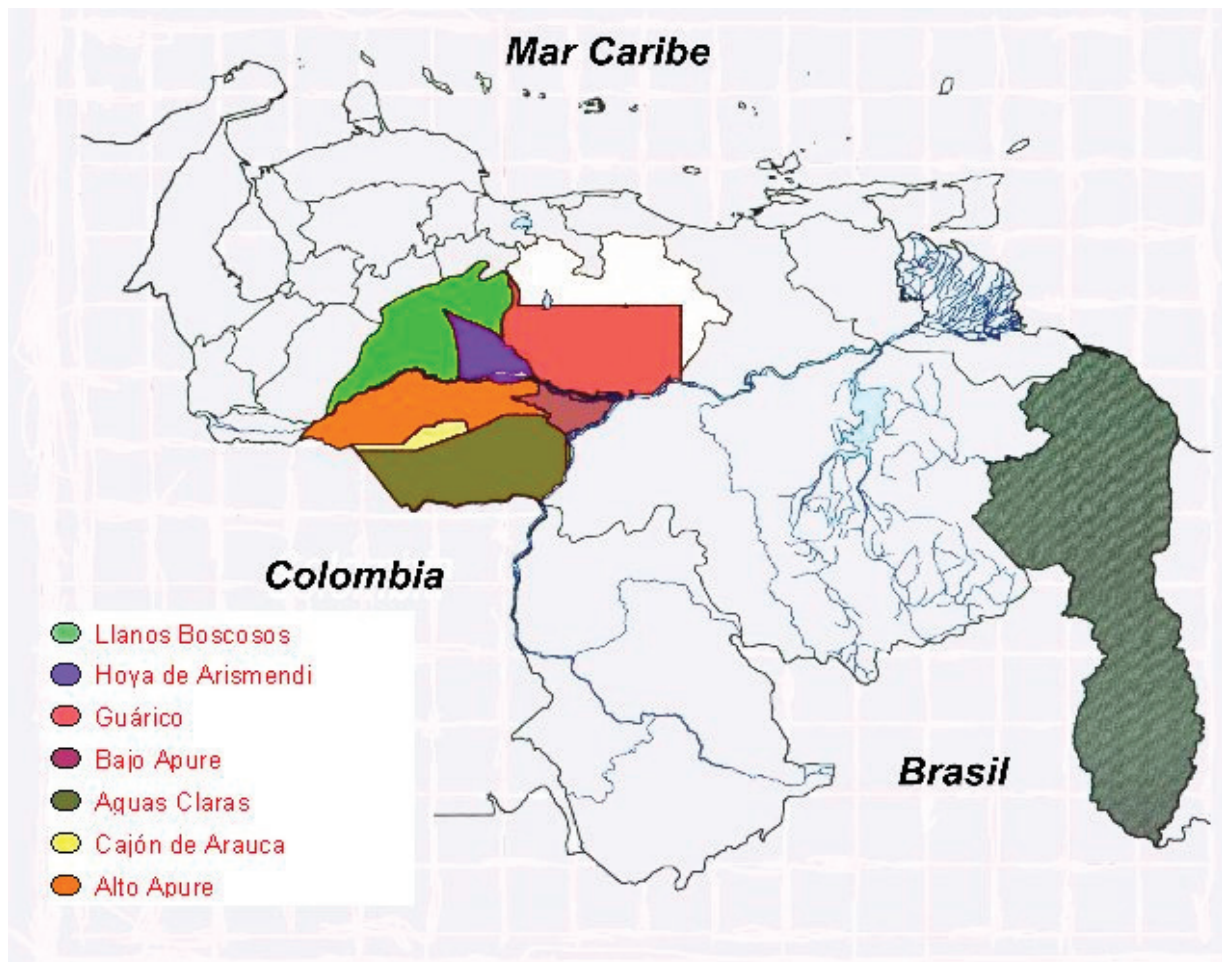 Mar Caribe
Colombia
Llanos Boscosos
Hoya de Arismendi
Guárico
Bajo Apure
Aguas Claras
Cajón de Arauca
Alto Apure
Brasil